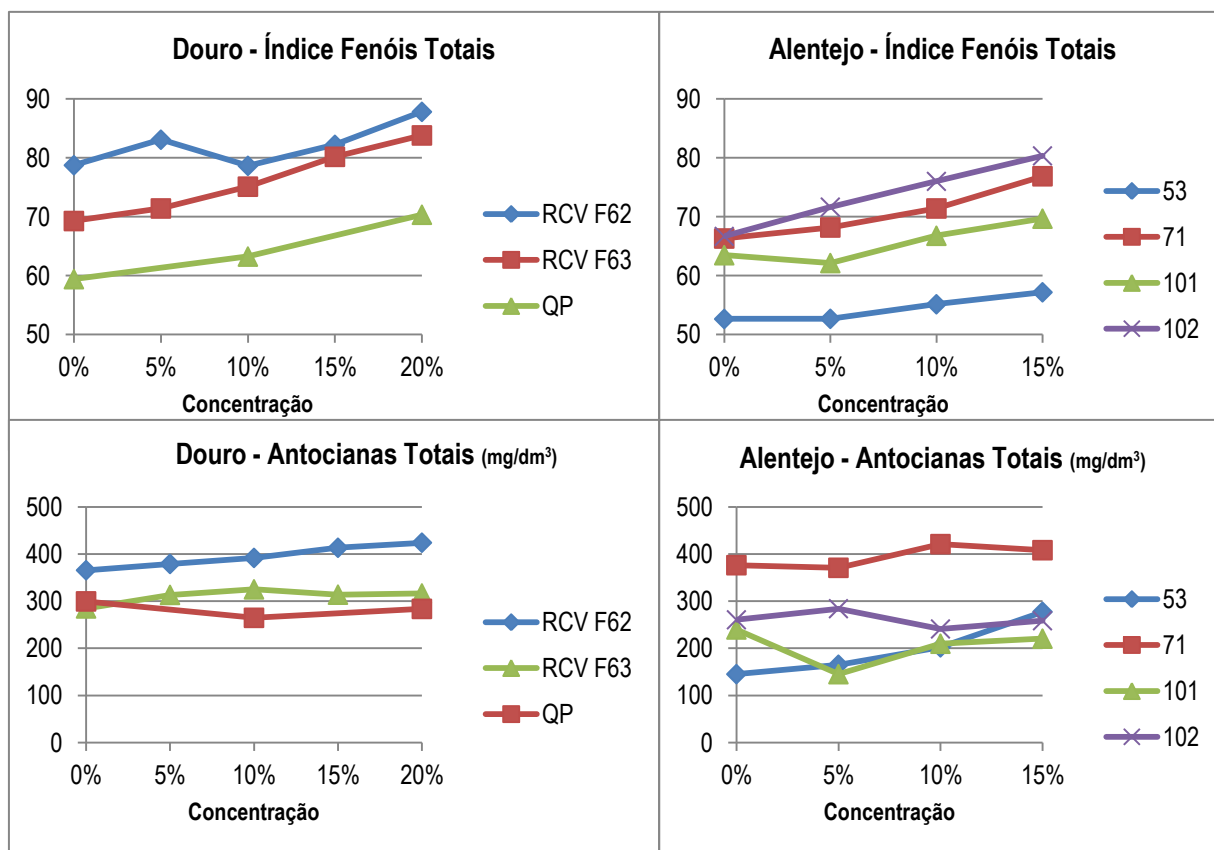 Douro - Índice Fenóis Totais
90
80
70
60
50
0% 5% 10% 15% 20%
Concentração
RCV F62
RCV F63
QP
Alentejo - Índice Fenóis Totais
90
80
70
60
50
0% 5% 10% 15%
Concentração
53
71
101
102
Douro - Antocianas Totais (mg/dm³)
500
400
300
200
100
0
0% 5% 10% 15% 20%
Concentração
RCV F62
RCV F63
QP
Alentejo - Antocianas Totais (mg/dm³)
500
400
300
200
100
0
0% 5% 10% 15%
Concentração
53
71
101
102